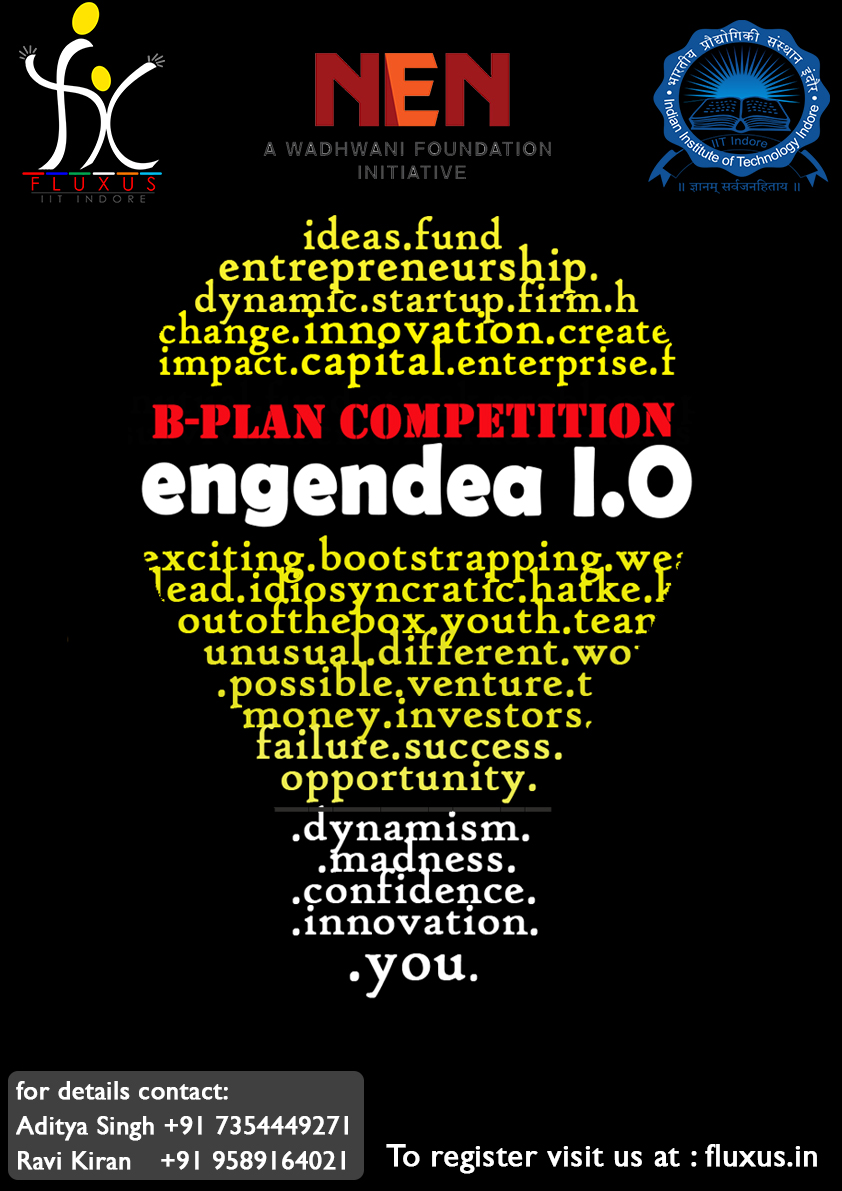 FLUXUS
IIT INDORE
NEN
A WADHWANI FOUNDATION
INITIATIVE
भारतीय प्रौद्योगिकी संस्थान इंदौर
IIT Indore
Indian Institute of Technology Indore
॥ ज्ञानम् सर्वजनहिताय ॥
ideas.fund
entrepreneurship.
dynamic.startup.firm.h
change.innovation.create
impact.capital.enterprise.f
B-PLAN COMPETITION
engendea 1.0
exciting.bootstrapping.wea
lead.idiosyncratic.hatke.k
outofthebox.youth.team
unusual.different.wo
.possible.venture.t
money.investors.
failure.success.
opportunity.
.dynamism.
.madness.
.confidence.
.innovation.
.you.
for details contact:
Aditya Singh +91 7354449271
Ravi Kiran +91 9589164021
To register visit us at : fluxus.in